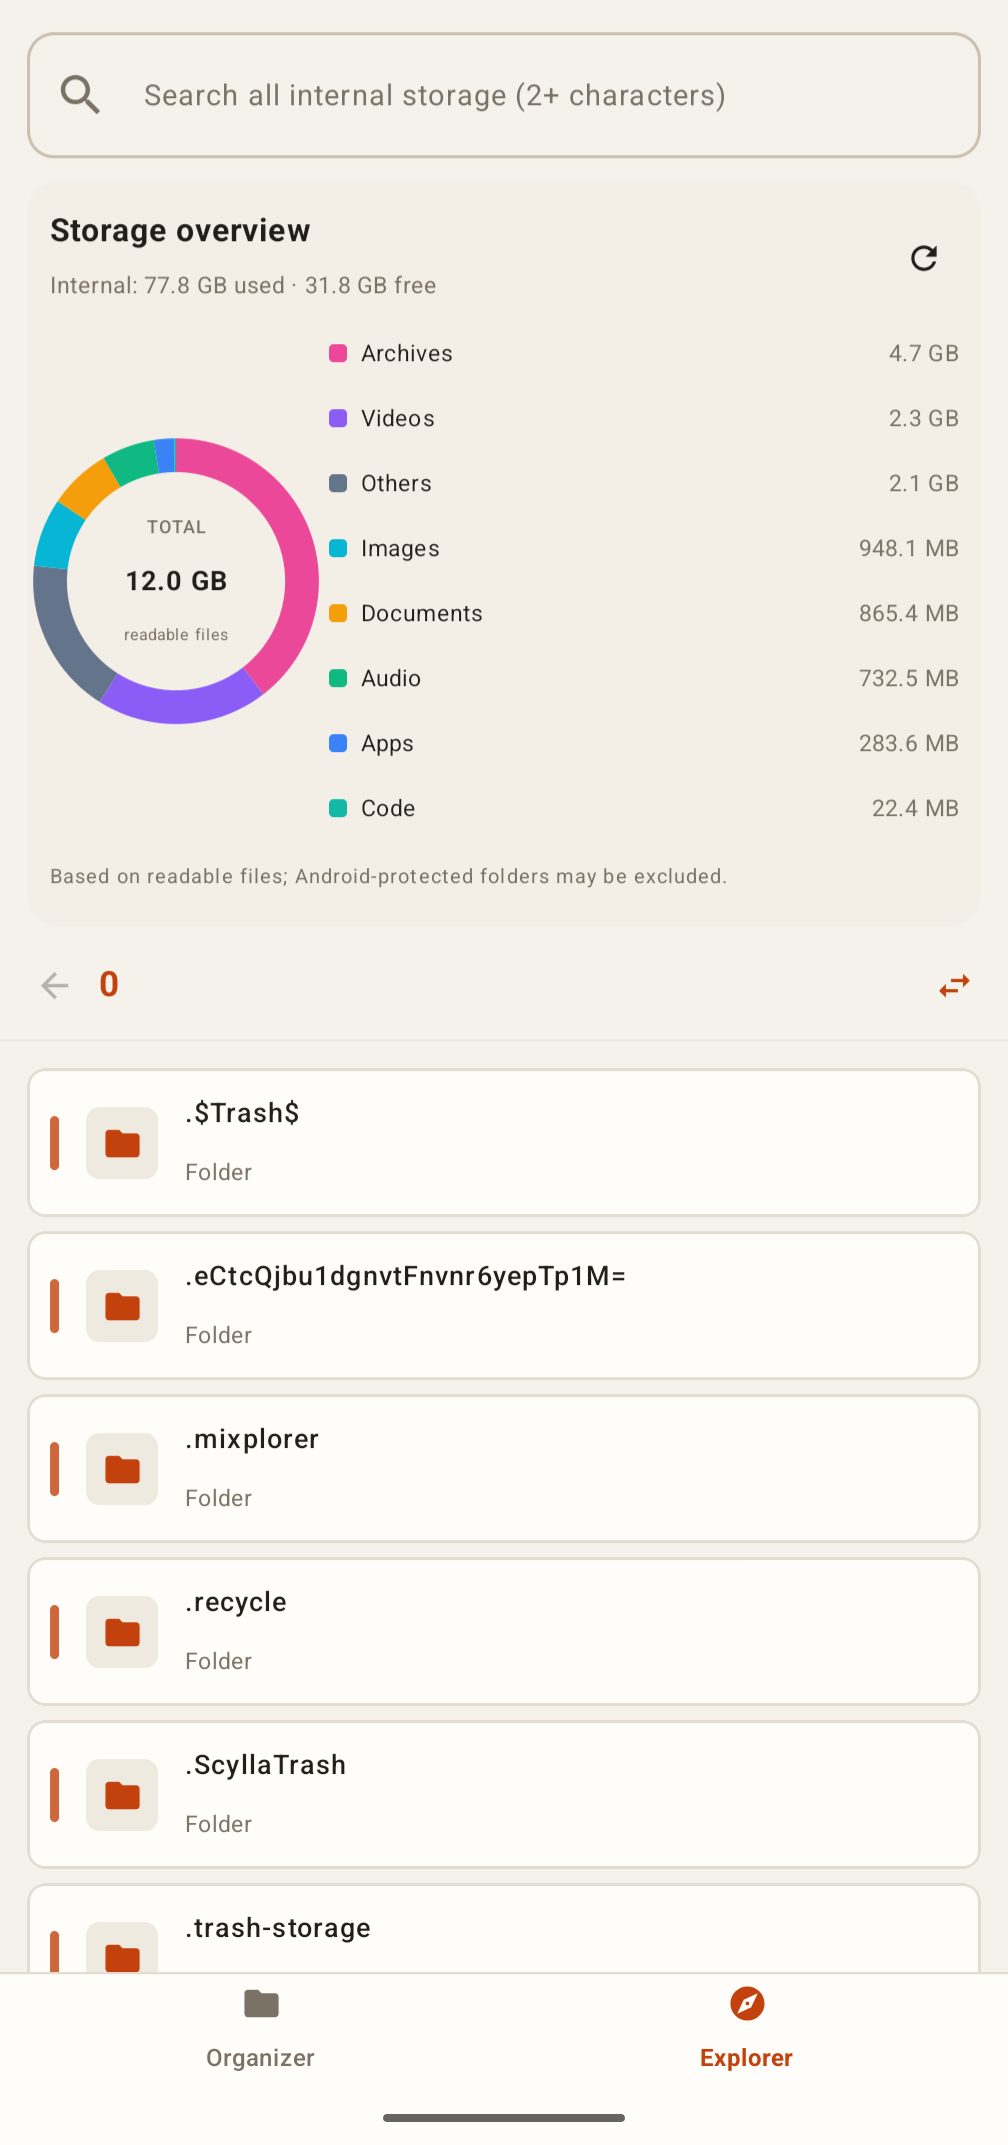 Search all internal storage (2+ characters)
Storage overview
Internal: 77.8 GB used · 31.8 GB free
Archives 4.7 GB
Videos 2.3 GB
Others 2.1 GB
Images 948.1 MB
Documents 865.4 MB
Audio 732.5 MB
Apps 283.6 MB
Code 22.4 MB
TOTAL
12.0 GB
readable files
Based on readable files; Android-protected folders may be excluded.
0
.$Trash$
Folder
.eCtcQjbu1dgnvtFnvnr6yepTp1M=
Folder
.mixplorer
Folder
.recycle
Folder
.ScyllaTrash
Folder
.trash-storage
Organizer
Explorer